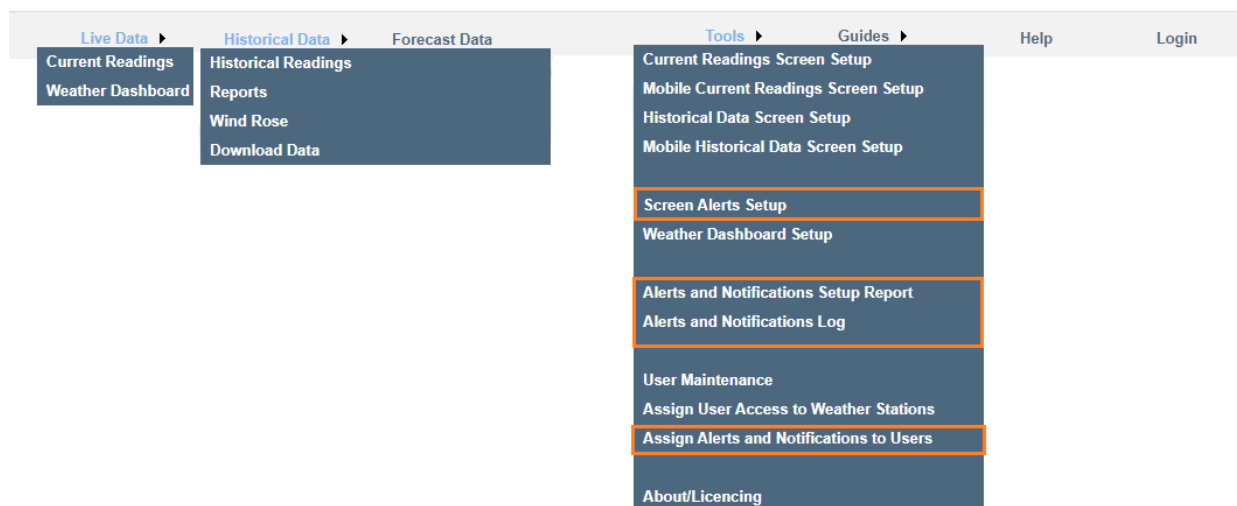 Live Data
Historical Data
Forecast Data
Tools
Guides
Help
Login
Current Readings
Weather Dashboard
Historical Readings
Reports
Wind Rose
Download Data
Current Readings Screen Setup
Mobile Current Readings Screen Setup
Historical Data Screen Setup
Mobile Historical Data Screen Setup
Screen Alerts Setup
Weather Dashboard Setup
Alerts and Notifications Setup Report
Alerts and Notifications Log
User Maintenance
Assign User Access to Weather Stations
Assign Alerts and Notifications to Users
About/Licencing